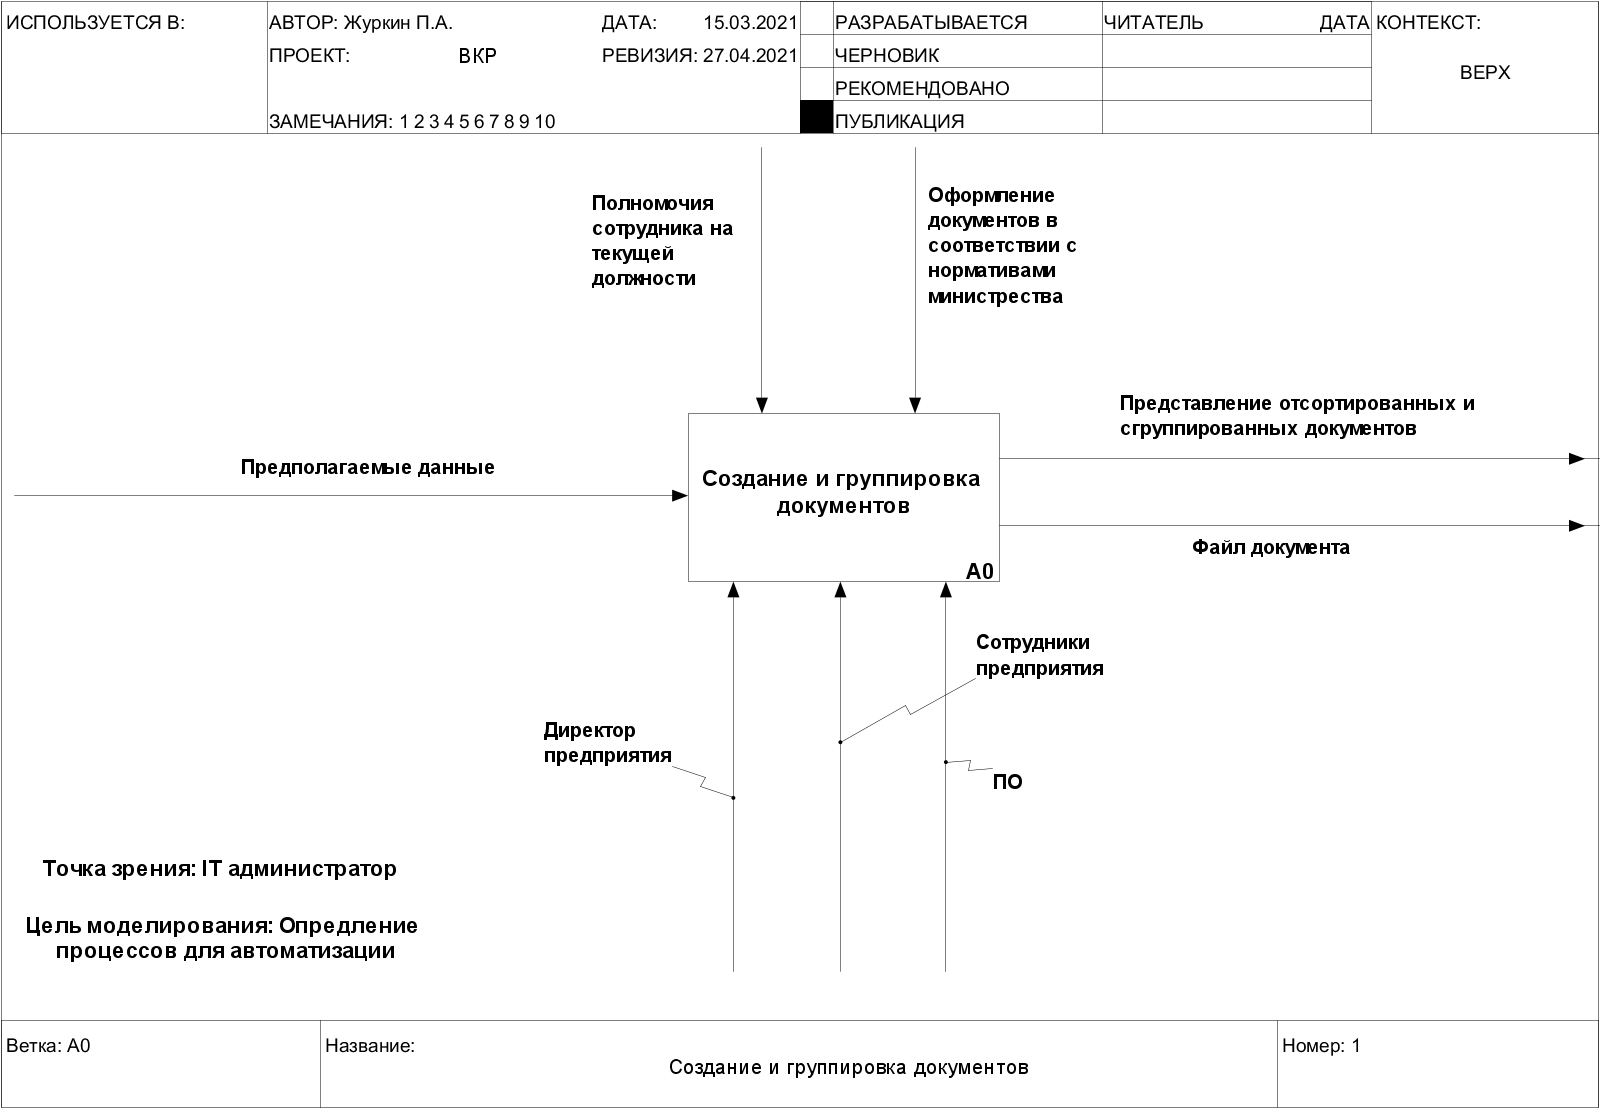 ИСПОЛЬЗУЕТСЯ В:
АВТОР: Журкин П.А.
ДАТА: 15.03.2021
ПРОЕКТ: ВКР
РЕВИЗИЯ: 27.04.2021
ЗАМЕЧАНИЯ: 1 2 3 4 5 6 7 8 9 10
РАЗРАБАТЫВАЕТСЯ
ЧЕРНОВИК
РЕКОМЕНДОВАНО
ПУБЛИКАЦИЯ
ЧИТАТЕЛЬ
ДАТА
КОНТЕКСТ:
ВЕРХ
Полномочия
сотрудника на
текущей
должности
Оформление
документов в
соответствии с
нормативами
министрества
Предполагаемые данные
Создание и группировка
документов
A0
Представление отсортированных и
сгруппированных документов
Файл документа
Сотрудники
предприятия
Директор
предприятия
ПО
Точка зрения: IT администратор
Цель моделирования: Опредление
процессов для автоматизации
Ветка: A0
Название:
Создание и группировка документов
Номер: 1